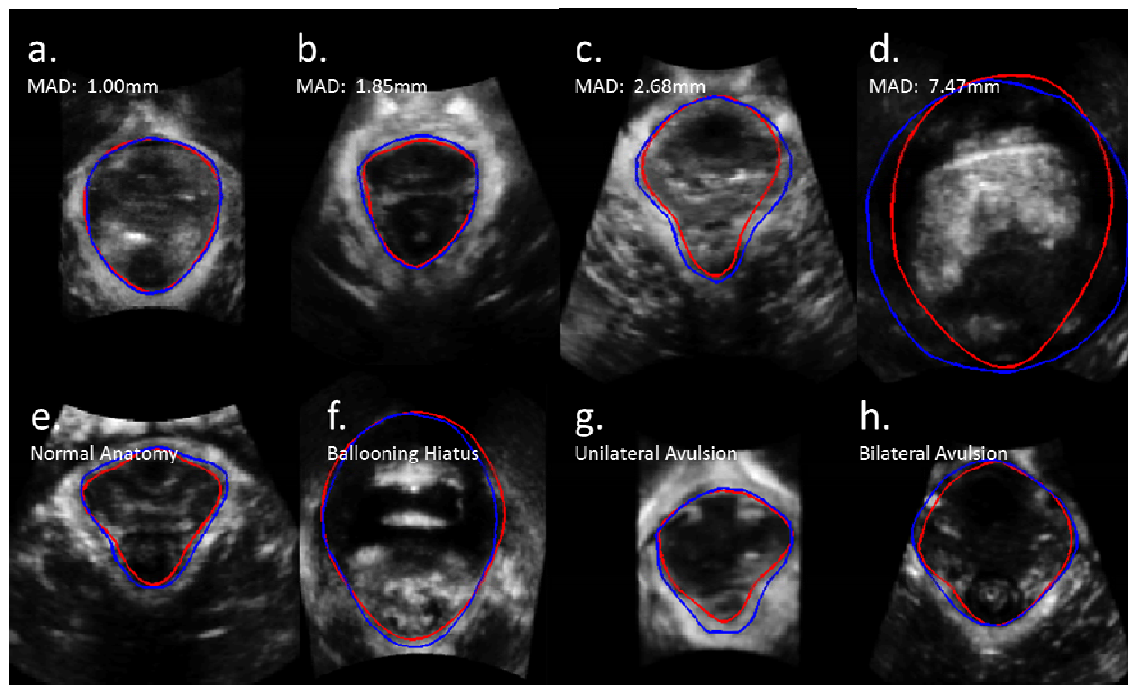 a.
MAD: 1.00mm
b.
MAD: 1.85mm
c.
MAD: 2.68mm
d.
MAD: 7.47mm
e.
Normal Anatomy
f.
Ballooning Hiatus
g.
Unilateral Avulsion
h.
Bilateral Avulsion